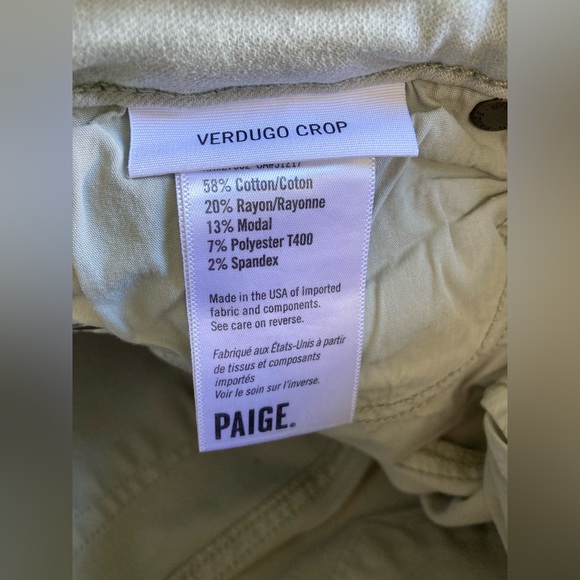 VERDUGO CROP
58% Cotton/Coton
20% Rayon/Rayonne
13% Modal
7% Polyester T400
2% Spandex
Made in the USA of Imported
fabric and components.
See care on reverse.
Fabriqué aux États-Unis à partir
de tissus et composants
importés
Voir le soin sur l'inverse.
PAIGE.